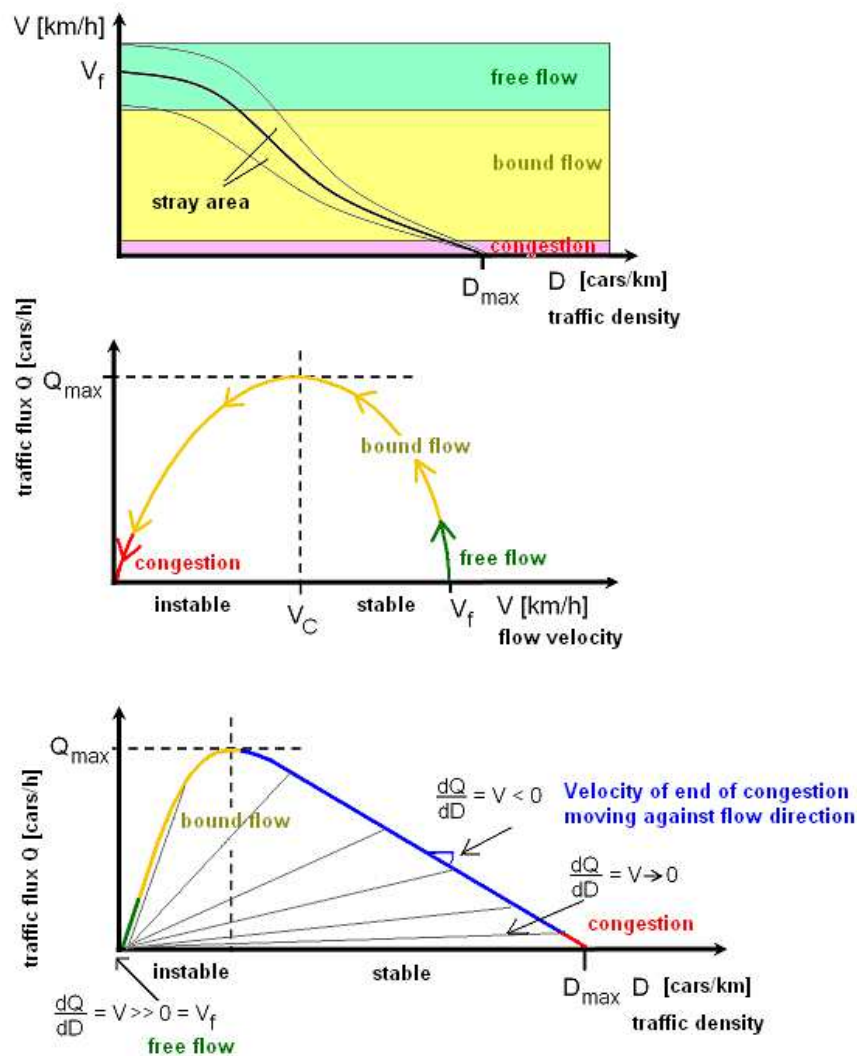 V [km/h]
V_f
free flow
bound flow
stray area
congestion
D_max D [cars/km]
traffic density
traffic flux Q [cars/h]
Q_max
bound flow
congestion
free flow
instable
V_C
stable
V_f V [km/h]
flow velocity
traffic flux Q [cars/h]
Q_max
bound flow
dQ/dD = V < 0
Velocity of end of congestion
moving against flow direction
dQ/dD = V → 0
congestion
instable
stable
D_max D [cars/km]
traffic density
dQ/dD = V >> 0 = V_f
free flow